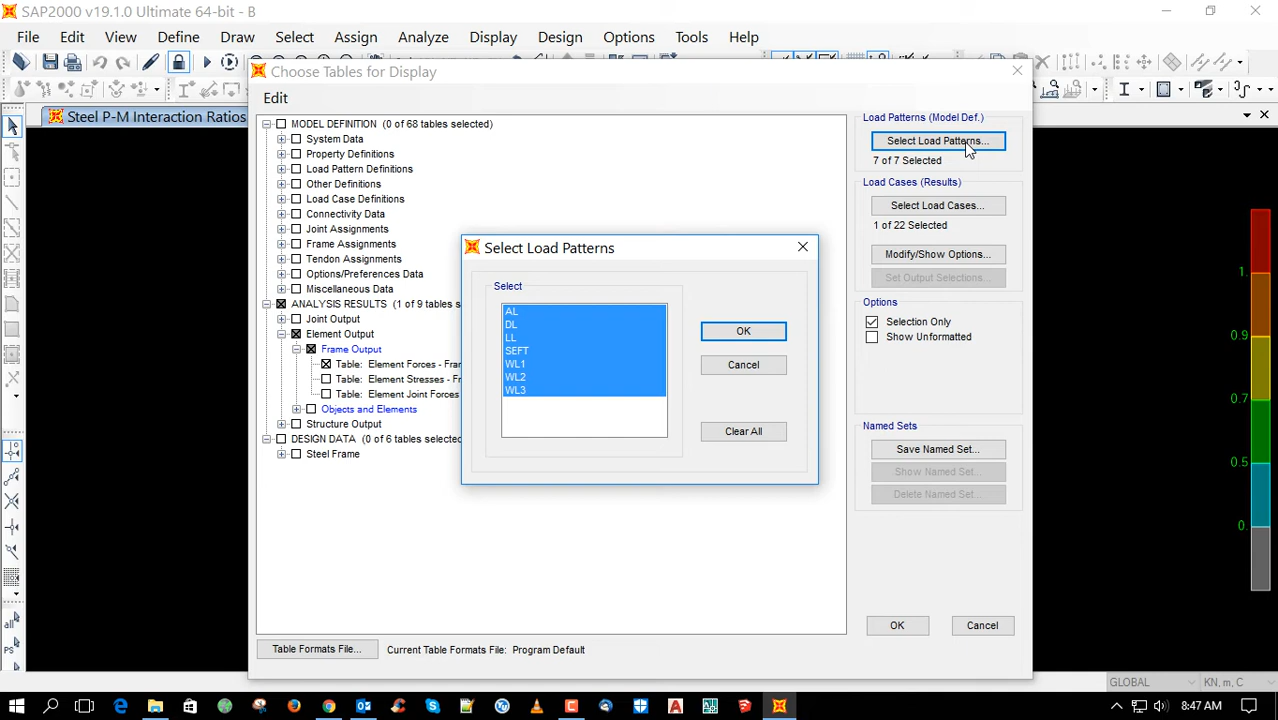 SAP2000 v19.1.0 Ultimate 64-bit - B
File Edit View Define Draw Select Assign Analyze Display Design Options Tools Help
Choose Tables for Display
Edit
Steel P-M Interaction Ratios
MODEL DEFINITION (0 of 68 tables selected)
System Data
Property Definitions
Load Pattern Definitions
Other Definitions
Load Case Definitions
Connectivity Data
Joint Assignments
Frame Assignments
Tendon Assignments
Options/Preferences Data
Miscellaneous Data
ANALYSIS RESULTS (1 of 9 tables s
Joint Output
Element Output
Frame Output
Table: Element Forces - Fra
Table: Element Stresses - F
Table: Element Joint Forces
Objects and Elements
Structure Output
DESIGN DATA (0 of 6 tables selected
Steel Frame
Select Load Patterns
Select
AL
DL
LL
SEFT
WL1
WL2
WL3
OK
Cancel
Clear All
Load Patterns (Model Def.)
Select Load Patterns...
7 of 7 Selected
Load Cases (Results)
Select Load Cases...
1 of 22 Selected
Modify/Show Options...
Set Output Selections...
Options
Selection Only
Show Unformatted
Named Sets
Save Named Set...
Show Named Set...
Delete Named Set...
OK Cancel
Table Formats File... Current Table Formats File: Program Default
1.
0.9
0.7
0.5
0.
all
PS
GLOBAL KN, m, C
8:47 AM